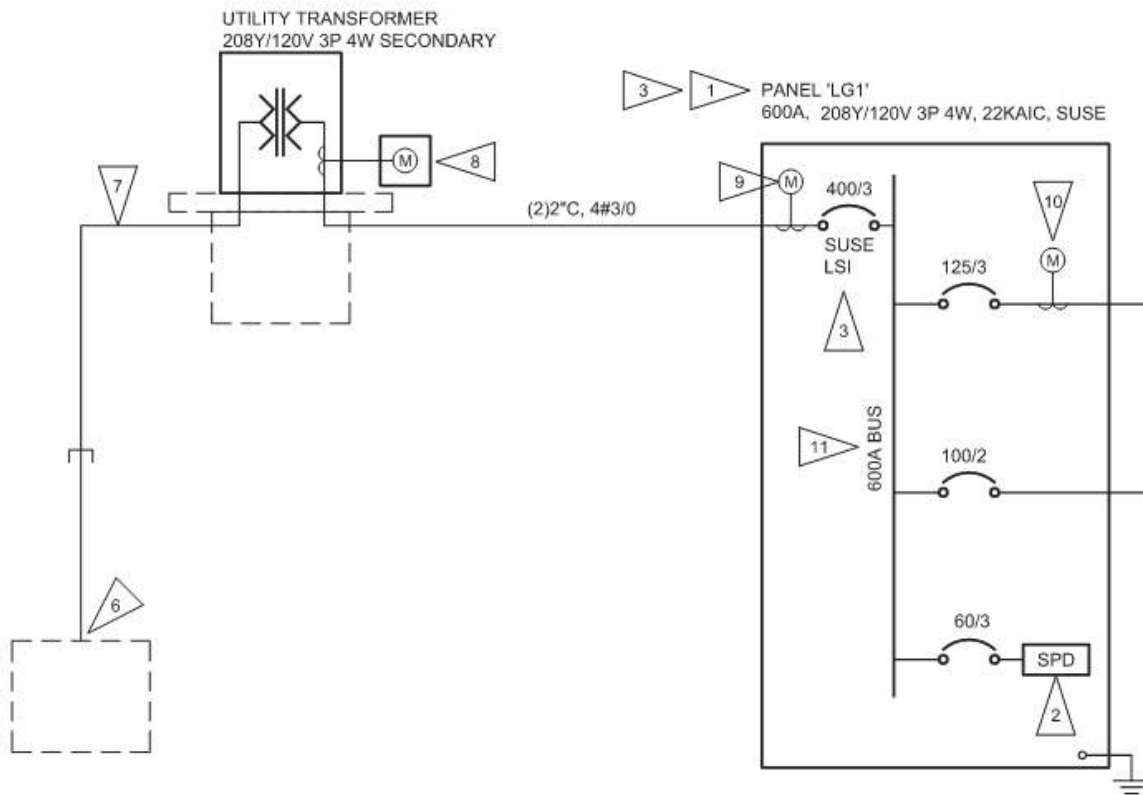 UTILITY TRANSFORMER
208Y/120V 3P 4W SECONDARY
3
1
PANEL 'LG1'
600A, 208Y/120V 3P 4W, 22KAIC, SUSE
M
8
7
9
M
400/3
10
(2)2"C, 4#3/0
SUSE
LSI
125/3
M
3
11
600A BUS
100/2
6
60/3
SPD
2